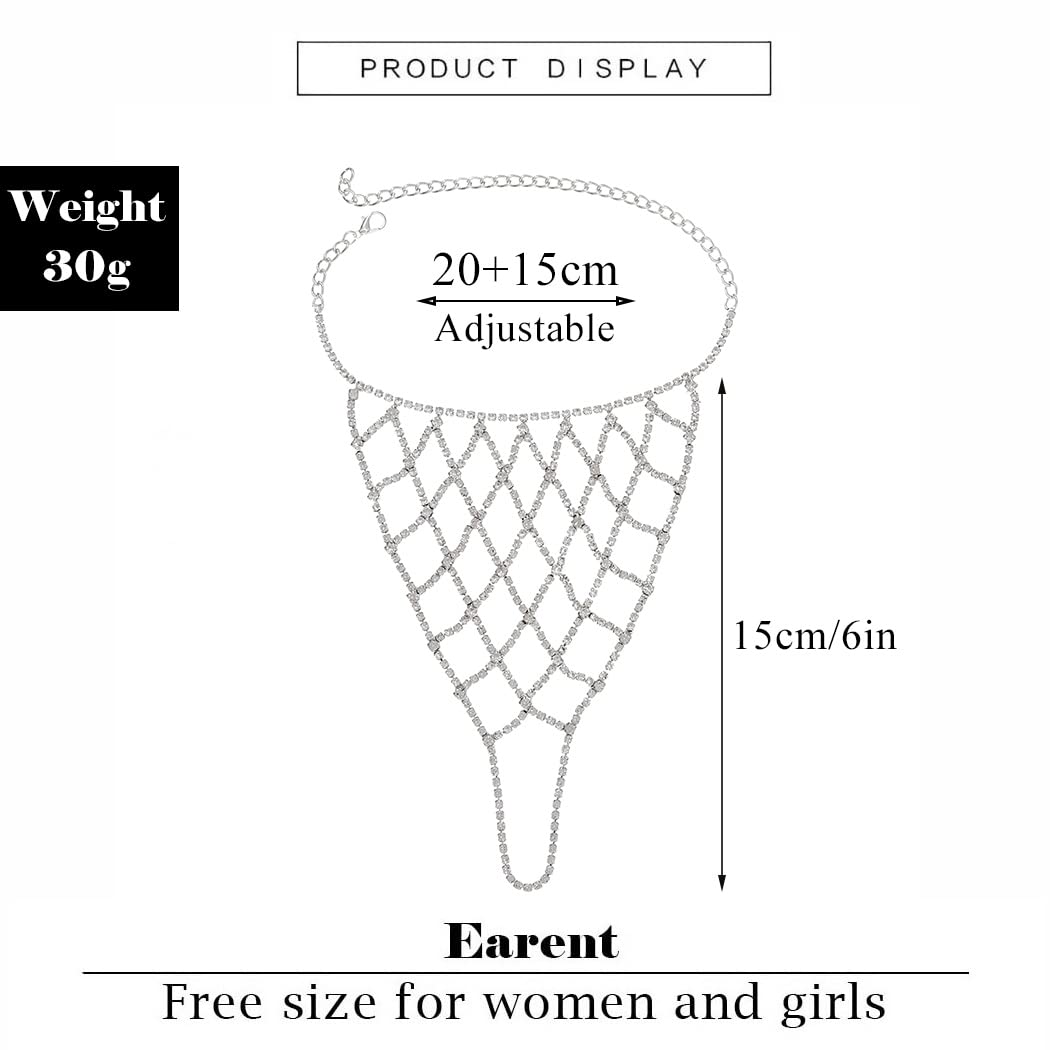 PRODUCT DISPLAY
Weight
30g
20+15cm
Adjustable
15cm/6in
Earent
Free size for women and girls